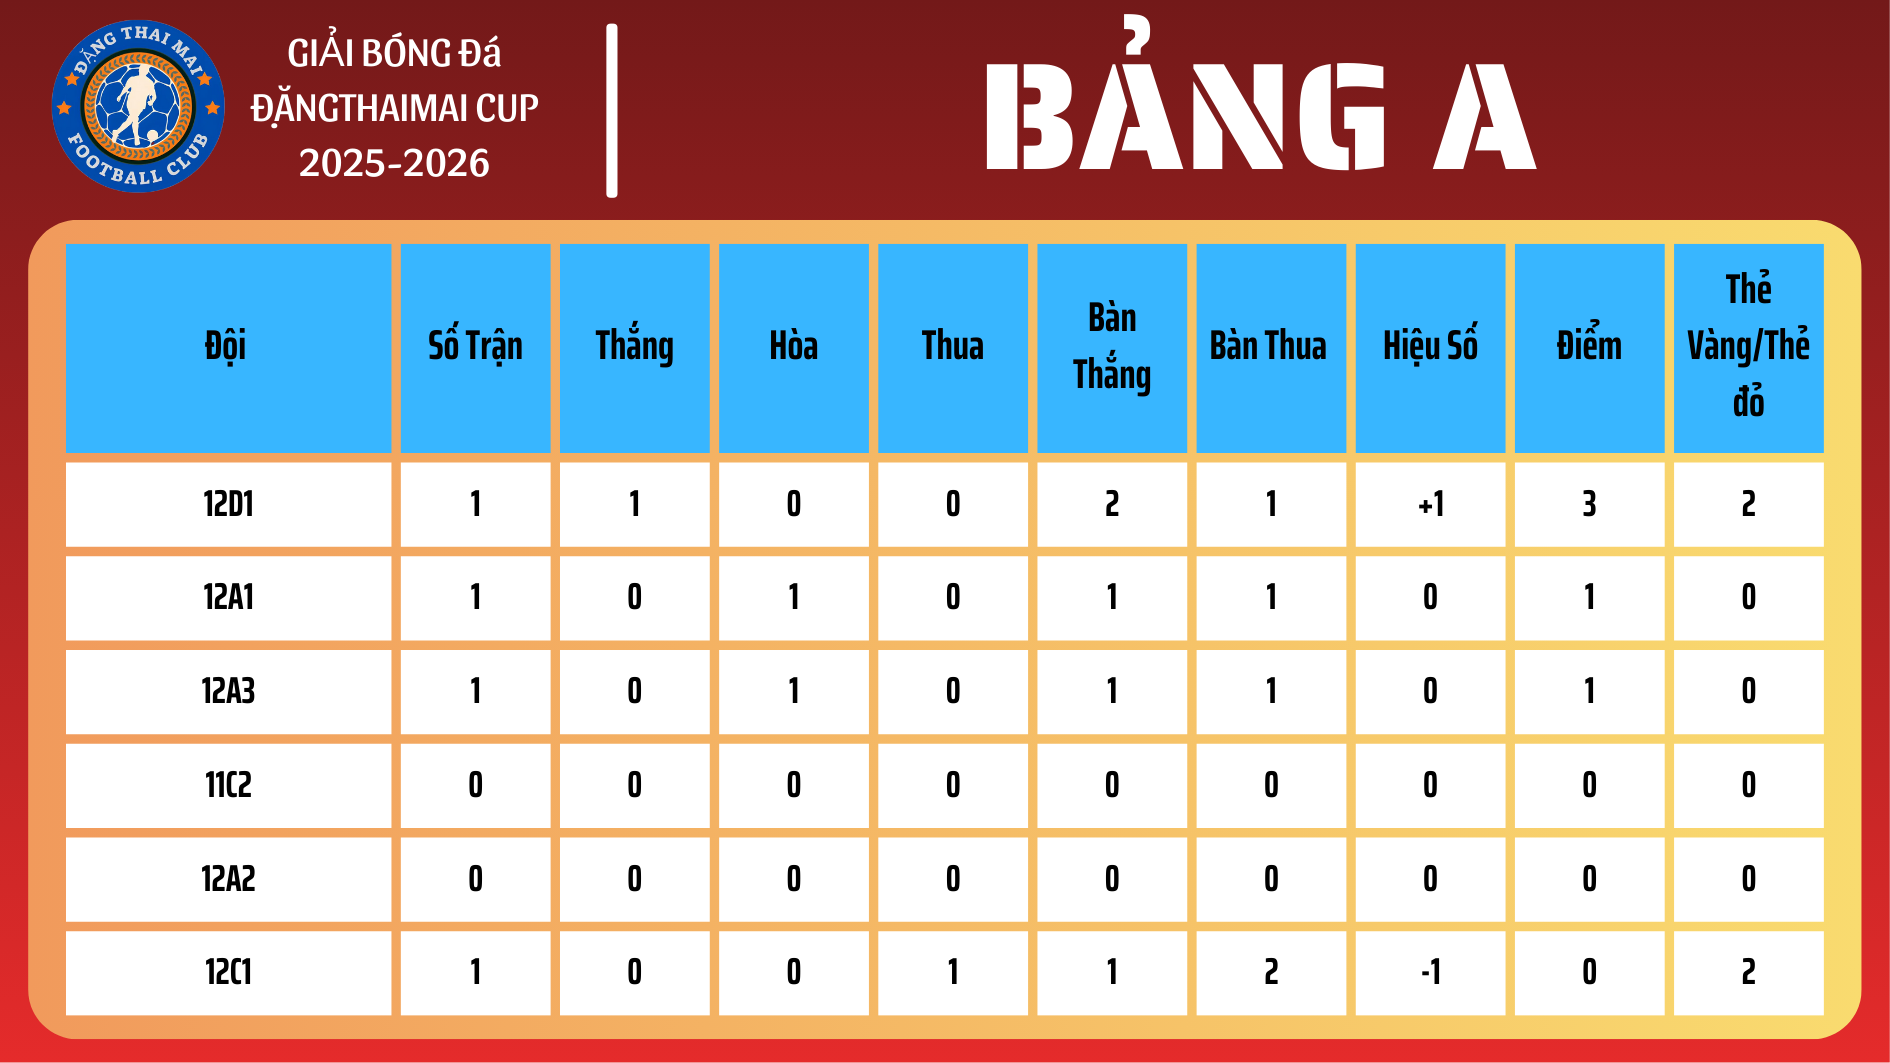 ĐẶNG THAI MAI
FOOTBALL CLUB
GIẢI BÓNG Đá
ĐẶNGTHAIMAI CUP
2025-2026
BẢNG A
Đội Số Trận Thắng Hòa Thua Bàn Thắng Bàn Thua Hiệu Số Điểm Thẻ Vàng/Thẻ đỏ
12D1 1 1 0 0 2 1 +1 3 2
12A1 1 0 1 0 1 1 0 1 0
12A3 1 0 1 0 1 1 0 1 0
11C2 0 0 0 0 0 0 0 0 0
12A2 0 0 0 0 0 0 0 0 0
12C1 1 0 0 1 1 2 -1 0 2